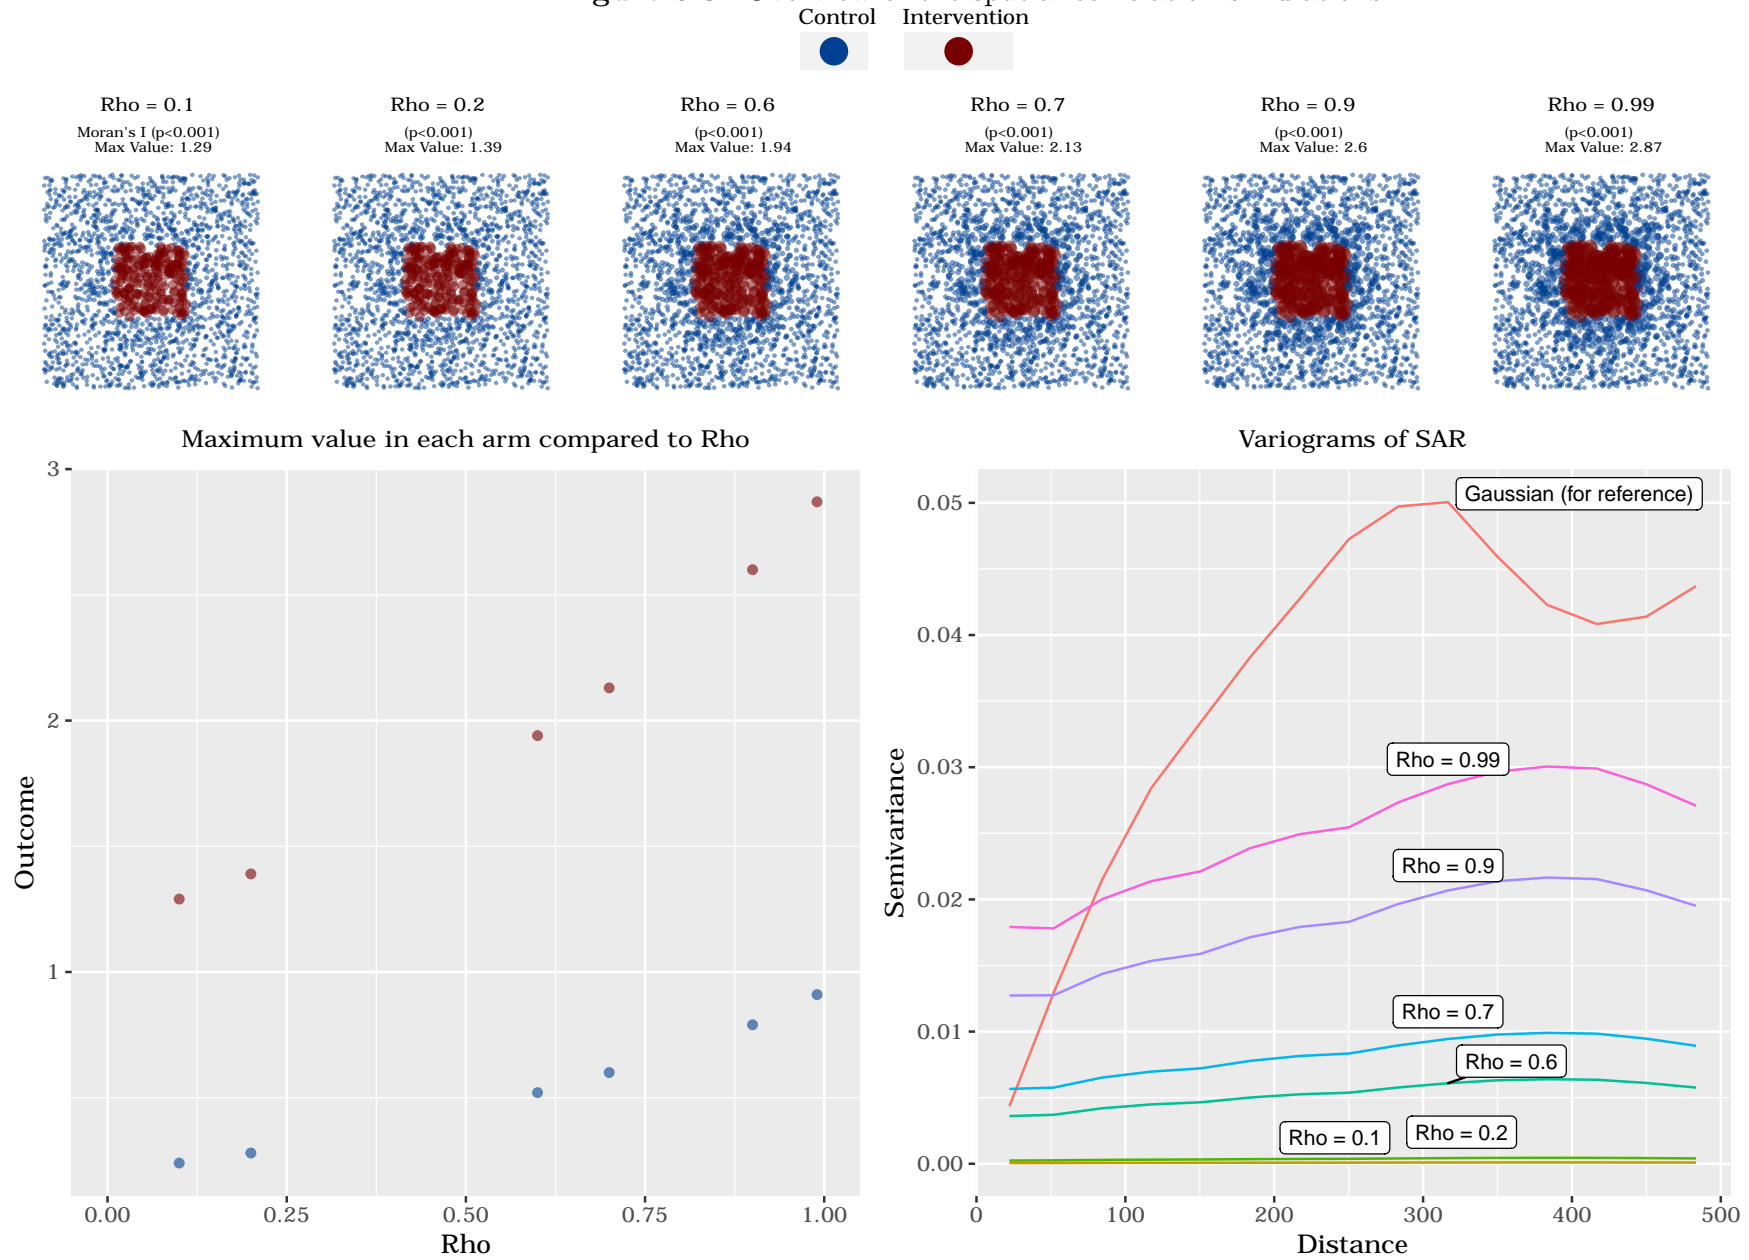 Control Intervention
Rho = 0.1 Rho = 0.2 Rho = 0.6 Rho = 0.7 Rho = 0.9 Rho = 0.99
Moran's I (p<0.001) (p<0.001) (p<0.001) (p<0.001) (p<0.001) (p<0.001)
Max Value: 1.29 Max Value: 1.39 Max Value: 1.94 Max Value: 2.13 Max Value: 2.6 Max Value: 2.87
Maximum value in each arm compared to Rho
3
2
1
Outcome
0.00 0.25 0.50 0.75 1.00
Rho
Variograms of SAR
0.05
0.04
0.03
0.02
0.01
0.00
Semivariance
Gaussian (for reference)
Rho = 0.99
Rho = 0.9
Rho = 0.7
Rho = 0.6
Rho = 0.1
Rho = 0.2
0 100 200 300 400 500
Distance